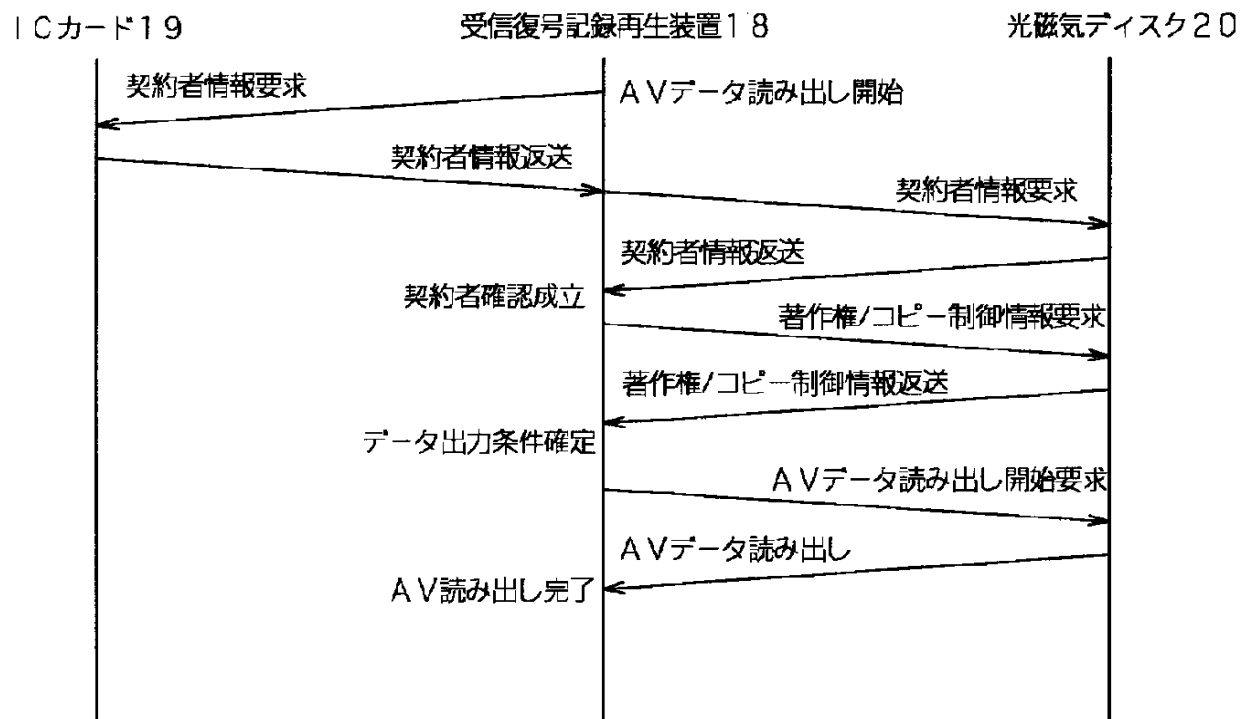 ICカード19
受信復号記録再生装置18
光磁気ディスク20
契約者情報要求
AVデータ読み出し開始
契約者情報返送
契約者情報要求
契約者情報返送
契約者確認成立
著作権/コピー制御情報要求
著作権/コピー制御情報返送
データ出力条件確定
AVデータ読み出し開始要求
AVデータ読み出し
AV読み出し完了